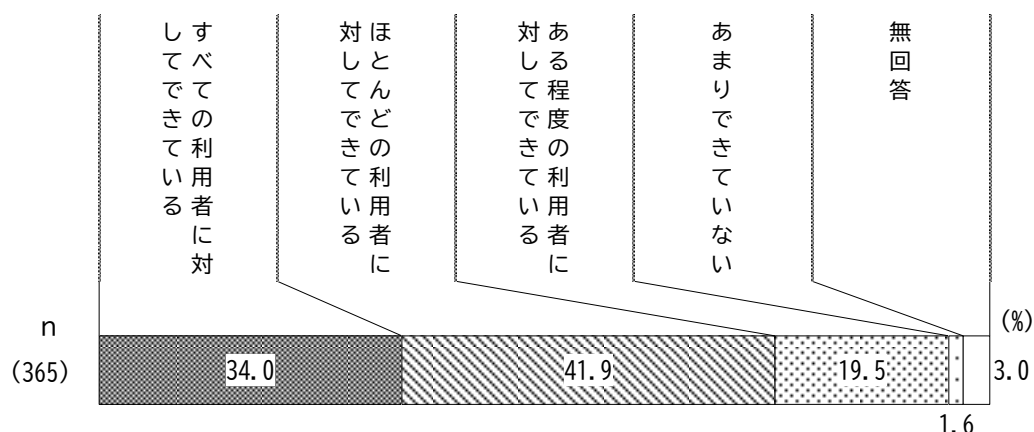 すべての利用者に対
してできている
ほとんどの利用者に
対してできている
ある程度の利用者に
対してできている
あまりできていない
無回答
n
(%)
(365)
34.0
41.9
19.5
3.0
1.6